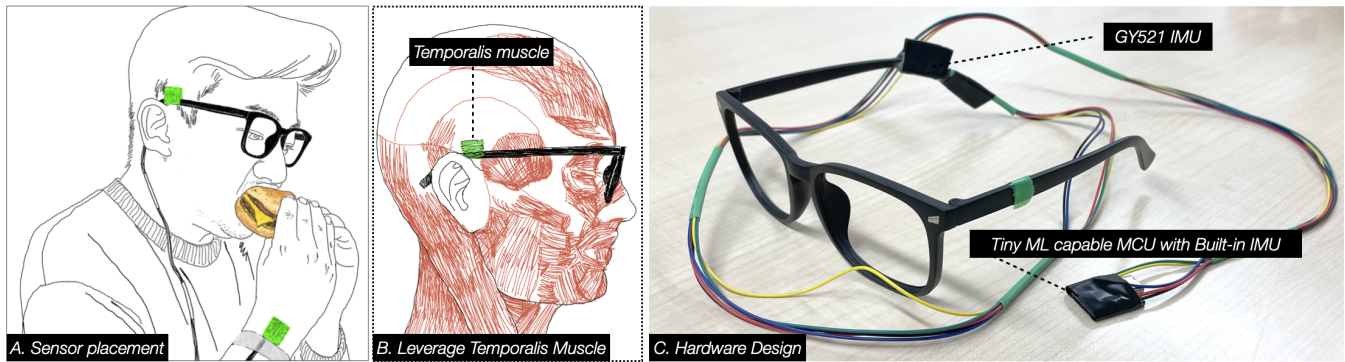 Temporalis muscle
GY521 IMU
Tiny ML capable MCU with Built-in IMU
A. Sensor placement
B. Leverage Temporalis Muscle
C. Hardware Design